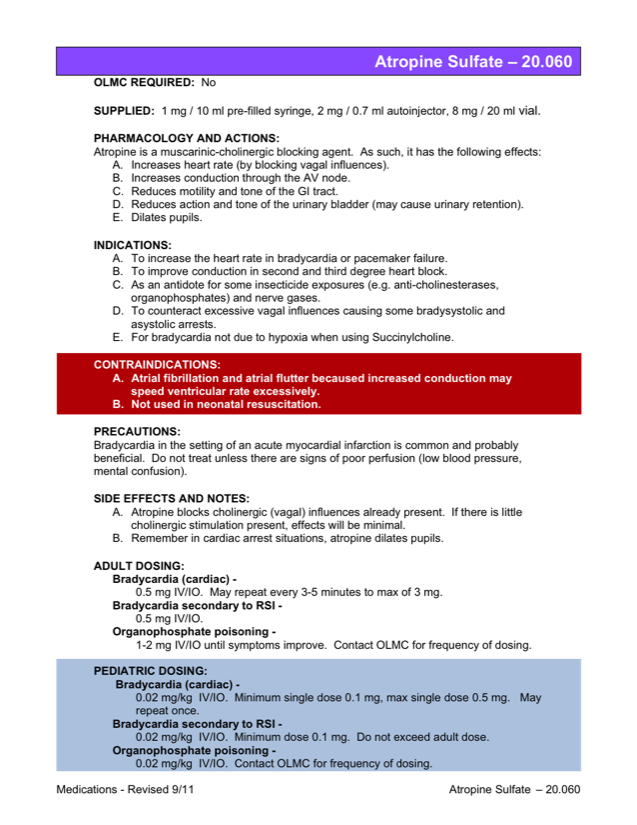 Atropine Sulfate – 20.060
OLMC REQUIRED: No
SUPPLIED: 1 mg / 10 ml pre-filled syringe, 2 mg / 0.7 ml autoinjector, 8 mg / 20 ml vial.
PHARMACOLOGY AND ACTIONS:
Atropine is a muscarinic-cholinergic blocking agent. As such, it has the following effects:
A. Increases heart rate (by blocking vagal influences).
B. Increases conduction through the AV node.
C. Reduces motility and tone of the GI tract.
D. Reduces action and tone of the urinary bladder (may cause urinary retention).
E. Dilates pupils.
INDICATIONS:
A. To increase the heart rate in bradycardia or pacemaker failure.
B. To improve conduction in second and third degree heart block.
C. As an antidote for some insecticide exposures (e.g. anti-cholinesterases,
organophosphates) and nerve gases.
D. To counteract excessive vagal influences causing some bradysystolic and
asystolic arrests.
E. For bradycardia not due to hypoxia when using Succinylcholine.
CONTRAINDICATIONS:
A. Atrial fibrillation and atrial flutter becaused increased conduction may
speed ventricular rate excessively.
B. Not used in neonatal resuscitation.
PRECAUTIONS:
Bradycardia in the setting of an acute myocardial infarction is common and probably
beneficial. Do not treat unless there are signs of poor perfusion (low blood pressure,
mental confusion).
SIDE EFFECTS AND NOTES:
A. Atropine blocks cholinergic (vagal) influences already present. If there is little
cholinergic stimulation present, effects will be minimal.
B. Remember in cardiac arrest situations, atropine dilates pupils.
ADULT DOSING:
Bradycardia (cardiac) -
0.5 mg IV/IO. May repeat every 3-5 minutes to max of 3 mg.
Bradycardia secondary to RSI -
0.5 mg IV/IO.
Organophosphate poisoning -
1-2 mg IV/IO until symptoms improve. Contact OLMC for frequency of dosing.
PEDIATRIC DOSING:
Bradycardia (cardiac) -
0.02 mg/kg IV/IO. Minimum single dose 0.1 mg, max single dose 0.5 mg. May
repeat once.
Bradycardia secondary to RSI -
0.02 mg/kg IV/IO. Minimum dose 0.1 mg. Do not exceed adult dose.
Organophosphate poisoning -
0.02 mg/kg IV/IO. Contact OLMC for frequency of dosing.
Medications - Revised 9/11 Atropine Sulfate – 20.060